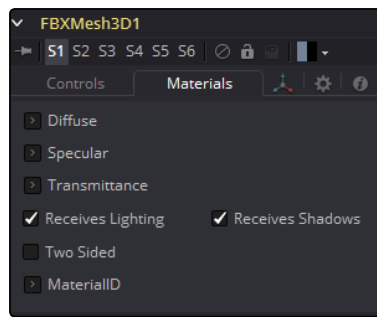 FBXMesh3D1
S1 S2 S3 S4 S5 S6
Controls Materials
Diffuse
Specular
Transmittance
Receives Lighting Receives Shadows
Two Sided
MaterialID